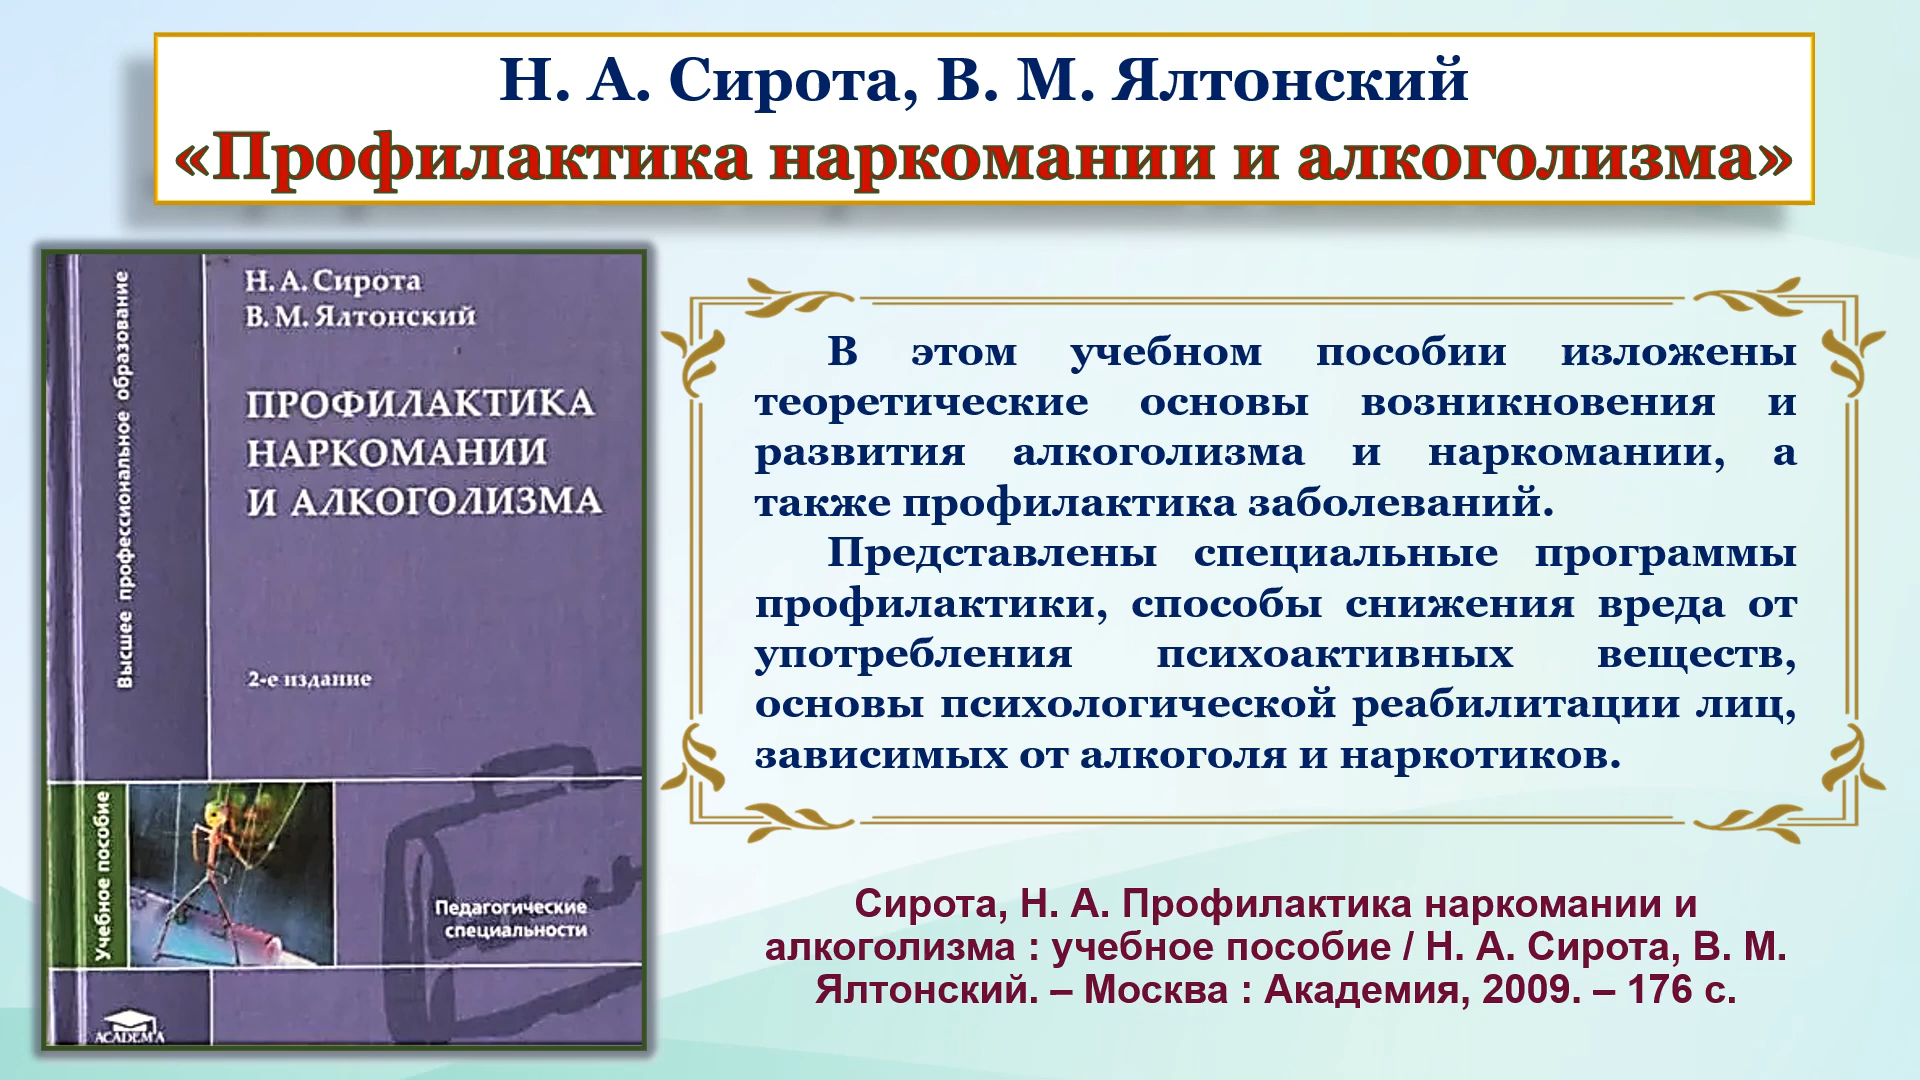 Н. А. Сирота, В. М. Ялтонский
«Профилактика наркомании и алкоголизма»
Высшее профессиональное образование
Н. А. Сирота
В. М. Ялтонский
ПРОФИЛАКТИКА
НАРКОМАНИИ
И АЛКОГОЛИЗМА
2-е издание
Учебное пособие
Педагогические
специальности
ACADEMA
В этом учебном пособии изложены
теоретические основы возникновения и
развития алкоголизма и наркомании, а
также профилактика заболеваний.
Представлены специальные программы
профилактики, способы снижения вреда от
употребления психоактивных веществ,
основы психологической реабилитации лиц,
зависимых от алкоголя и наркотиков.
Сирота, Н. А. Профилактика наркомании и
алкоголизма : учебное пособие / Н. А. Сирота, В. М.
Ялтонский. – Москва : Академия, 2009. – 176 с.